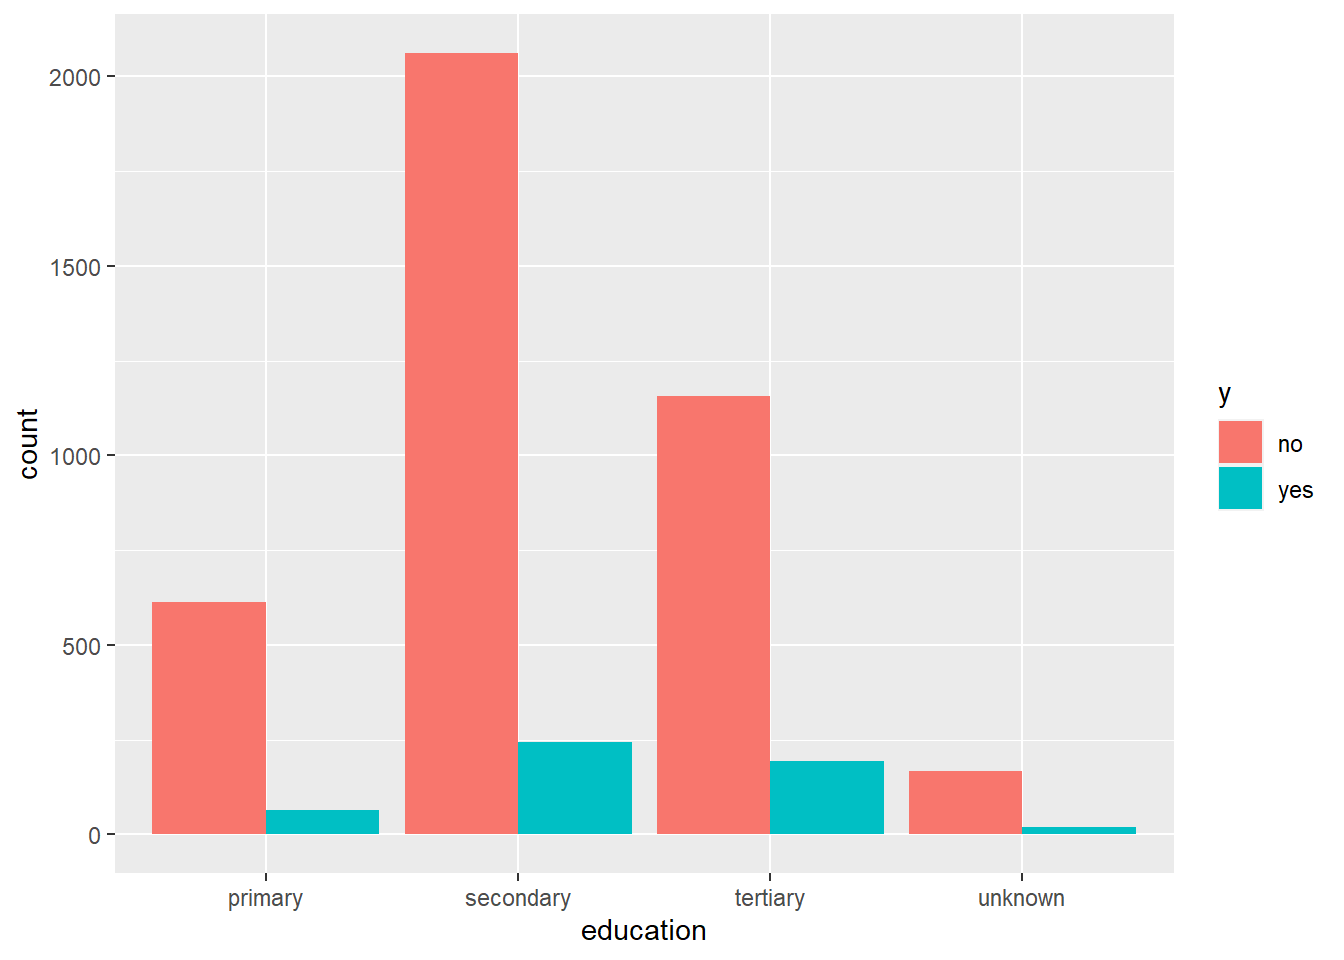 2000
1500
1000
500
0
count
primary secondary tertiary unknown
education
y
no
yes